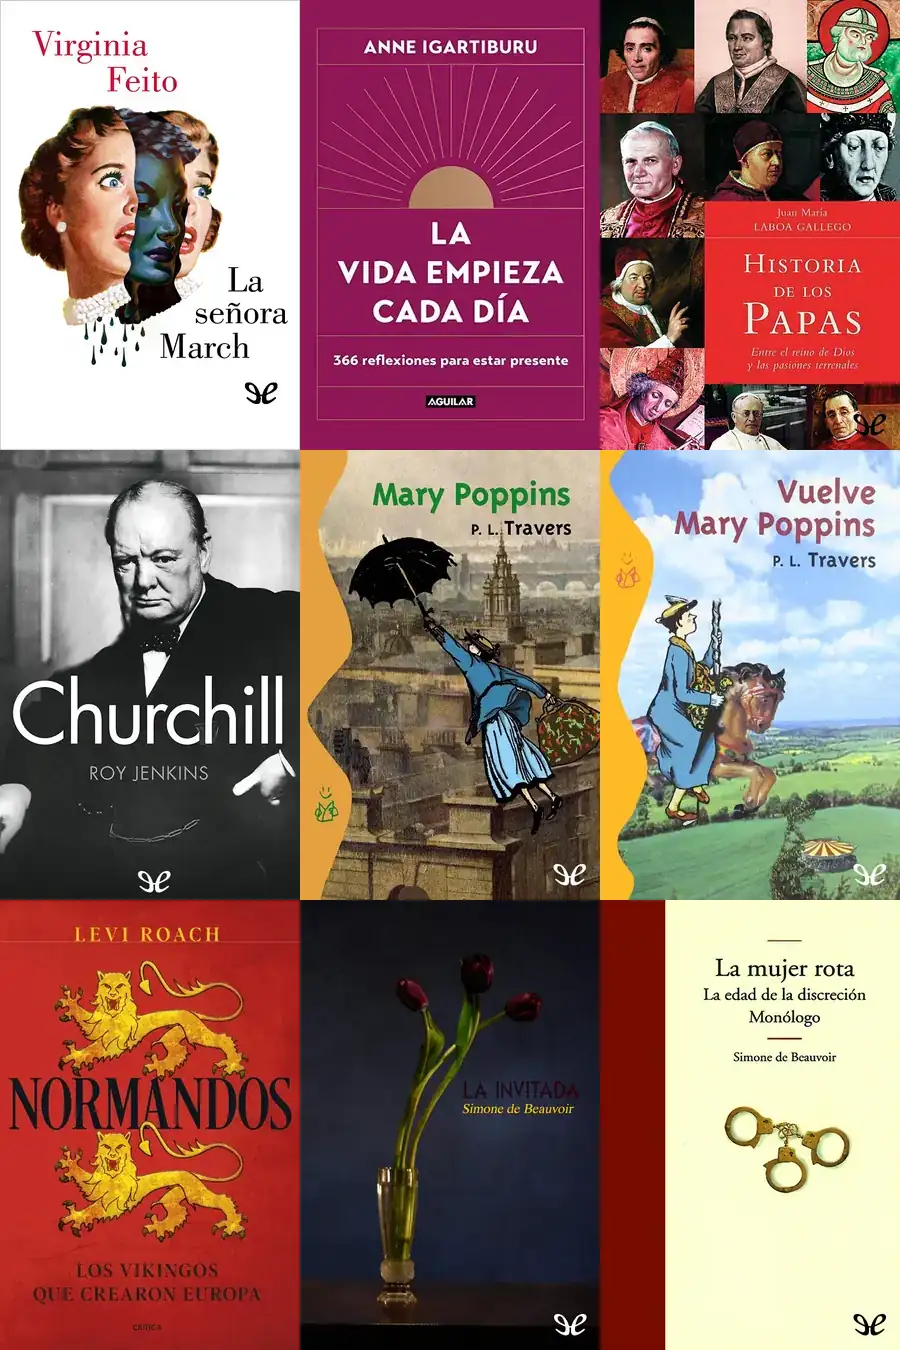 Virginia
Feito
La
señora
March
ANNE IGARTIBURU
LA
VIDA EMPIEZA
CADA DÍA
366 reflexiones para estar presente
AGUILAR
Juan María
LABOA GALLEGO
HISTORIA
DE LOS
PAPAS
Entre el reino de Dios
y las pasiones terrenales
Churchill
ROY JENKINS
Mary Poppins
P. L. Travers
Vuelve
Mary Poppins
P. L. Travers
LEVI ROACH
NORMANDOS
LOS VIKINGOS
QUE CREARON EUROPA
CRÍTICA
LA INVITADA
Simone de Beauvoir
La mujer rota
La edad de la discreción
Monólogo
Simone de Beauvoir